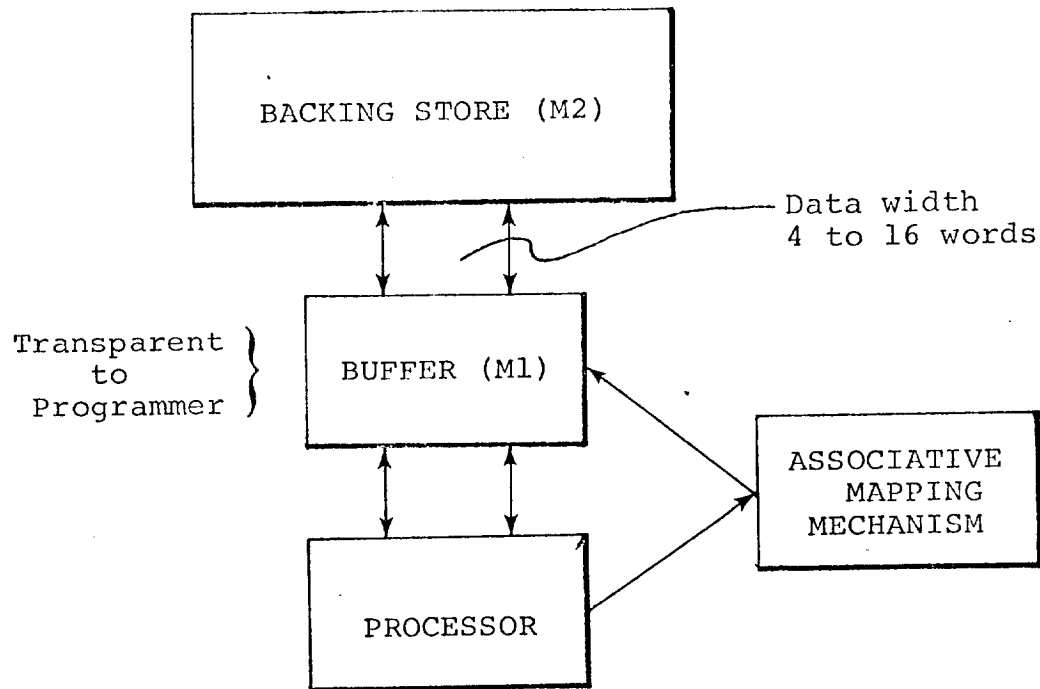 BACKING STORE (M2)
Data width
4 to 16 words
Transparent
to
Programmer
BUFFER (M1)
ASSOCIATIVE
MAPPING
MECHANISM
PROCESSOR